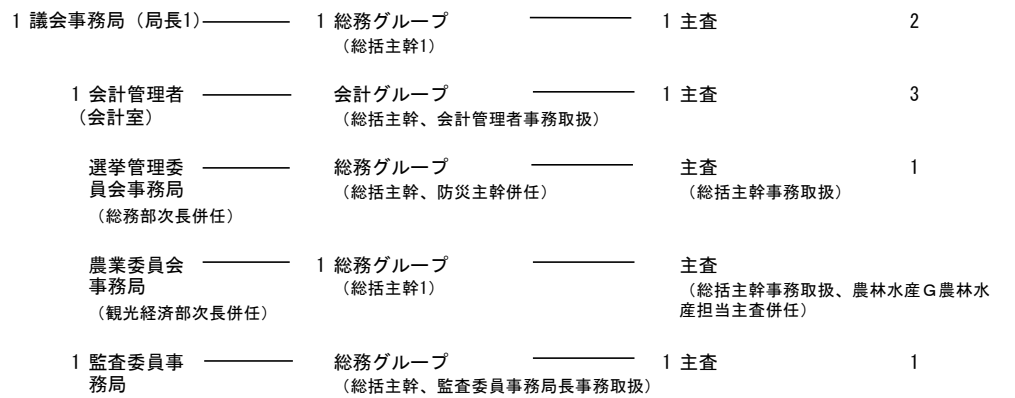 1 議会事務局（局長1） 1 総務グループ 1 主査 2
（総括主幹1）
1 会計管理者 会計グループ 1 主査 3
（会計室） （総括主幹、会計管理者事務取扱）
選挙管理委 総務グループ 主査 1
員会事務局 （総括主幹、防災主幹併任） （総括主幹事務取扱）
（総務部次長併任）
農業委員会 1 総務グループ 主査
事務局 （総括主幹1） （総括主幹事務取扱、農林水産Ｇ農林水
（観光経済部次長併任） 産担当主査併任）
1 監査委員事 総務グループ 1 主査 1
務局 （総括主幹、監査委員事務局長事務取扱）